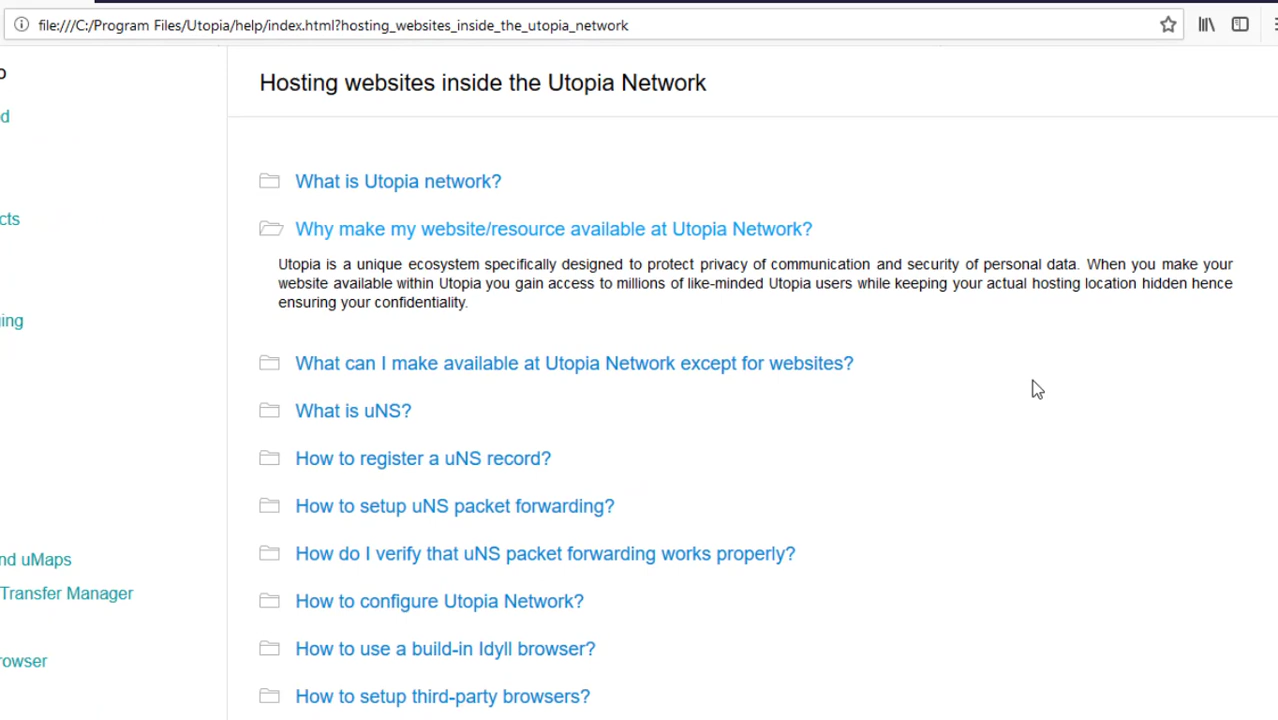 file:///C:/Program Files/Utopia/help/index.html?hosting_websites_inside_the_utopia_network
o
d
cts
ging
nd uMaps
Transfer Manager
rowser
Hosting websites inside the Utopia Network
What is Utopia network?
Why make my website/resource available at Utopia Network?
Utopia is a unique ecosystem specifically designed to protect privacy of communication and security of personal data. When you make your
website available within Utopia you gain access to millions of like-minded Utopia users while keeping your actual hosting location hidden hence
ensuring your confidentiality.
What can I make available at Utopia Network except for websites?
What is uNS?
How to register a uNS record?
How to setup uNS packet forwarding?
How do I verify that uNS packet forwarding works properly?
How to configure Utopia Network?
How to use a build-in Idyll browser?
How to setup third-party browsers?